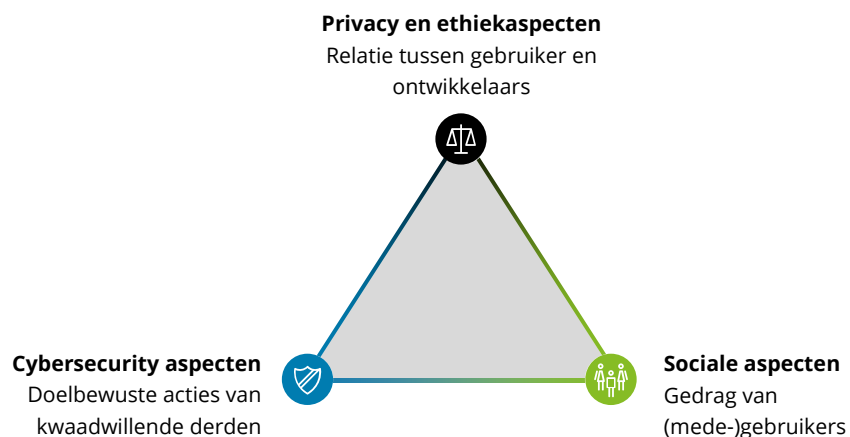 Privacy en ethiekaspecten
Relatie tussen gebruiker en
ontwikkelaars
Cybersecurity aspecten
Doelbewuste acties van
kwaadwillende derden
Sociale aspecten
Gedrag van
(mede-)gebruikers